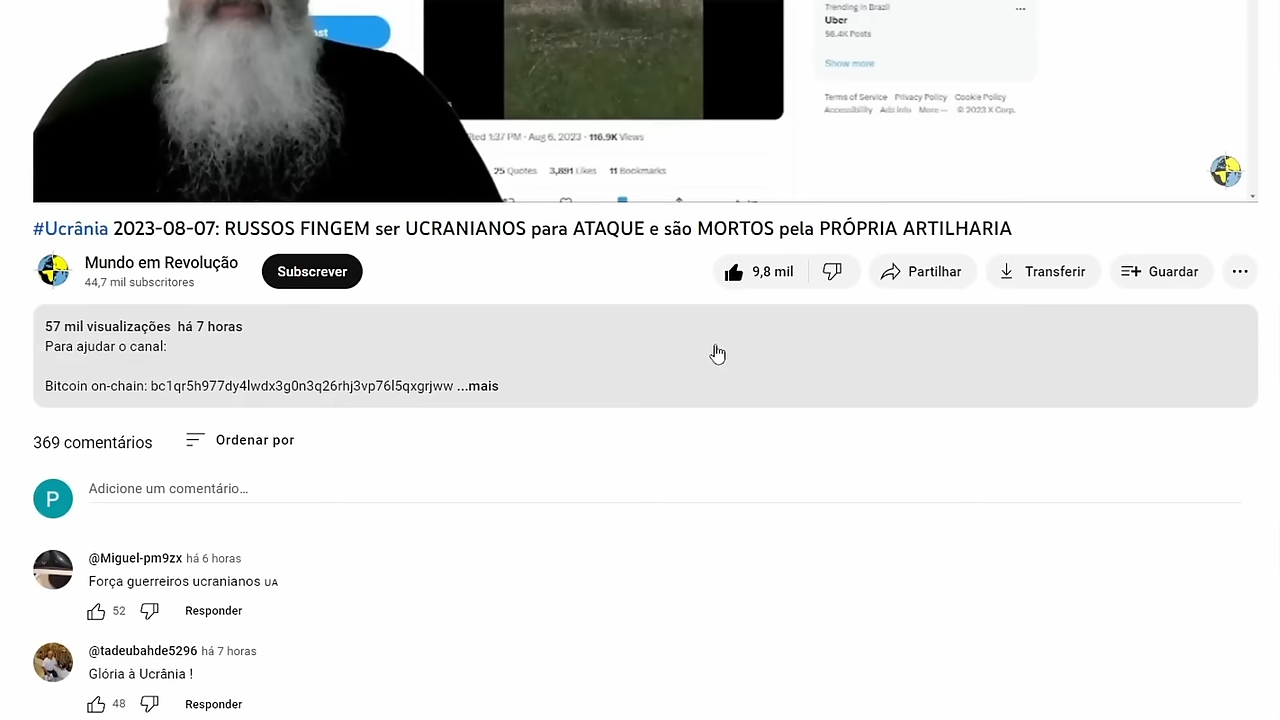 Trending in Brazil
Uber
56.4K Posts
Show more
Terms of Service Privacy Policy Cookie Policy
Accessibility Ads info More © 2023 X Corp.
1:37 PM · Aug 6, 2023 · 116.9K Views
25 Quotes 3,891 Likes 11 Bookmarks
#Ucrânia 2023-08-07: RUSSOS FINGEM ser UCRANIANOS para ATAQUE e são MORTOS pela PRÓPRIA ARTILHARIA
Mundo em Revolução
44,7 mil subscritores
Subscrever
9,8 mil
Partilhar
Transferir
Guardar
57 mil visualizações há 7 horas
Para ajudar o canal:
Bitcoin on-chain: bc1qr5h977dy4lwdx3g0n3q26rhj3vp76l5qxgrjww ...mais
369 comentários
Ordenar por
P
Adicione um comentário...
@Miguel-pm9zx há 6 horas
Força guerreiros ucranianos UA
52 Responder
@tadeubahde5296 há 7 horas
Glória à Ucrânia !
48 Responder